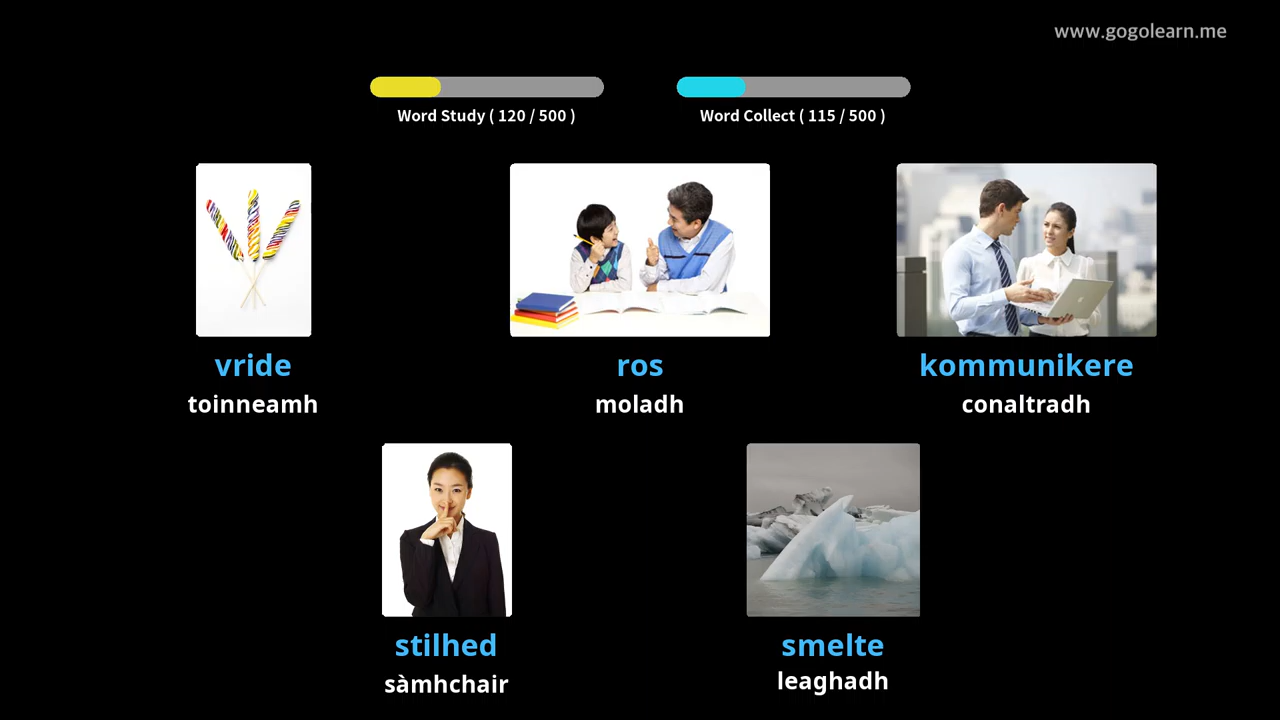 www.gogolearn.me
Word Study ( 120 / 500 )
Word Collect ( 115 / 500 )
vride
toinneamh
ros
moladh
kommunikere
conaltradh
stilhed
sàmhchair
smelte
leaghadh